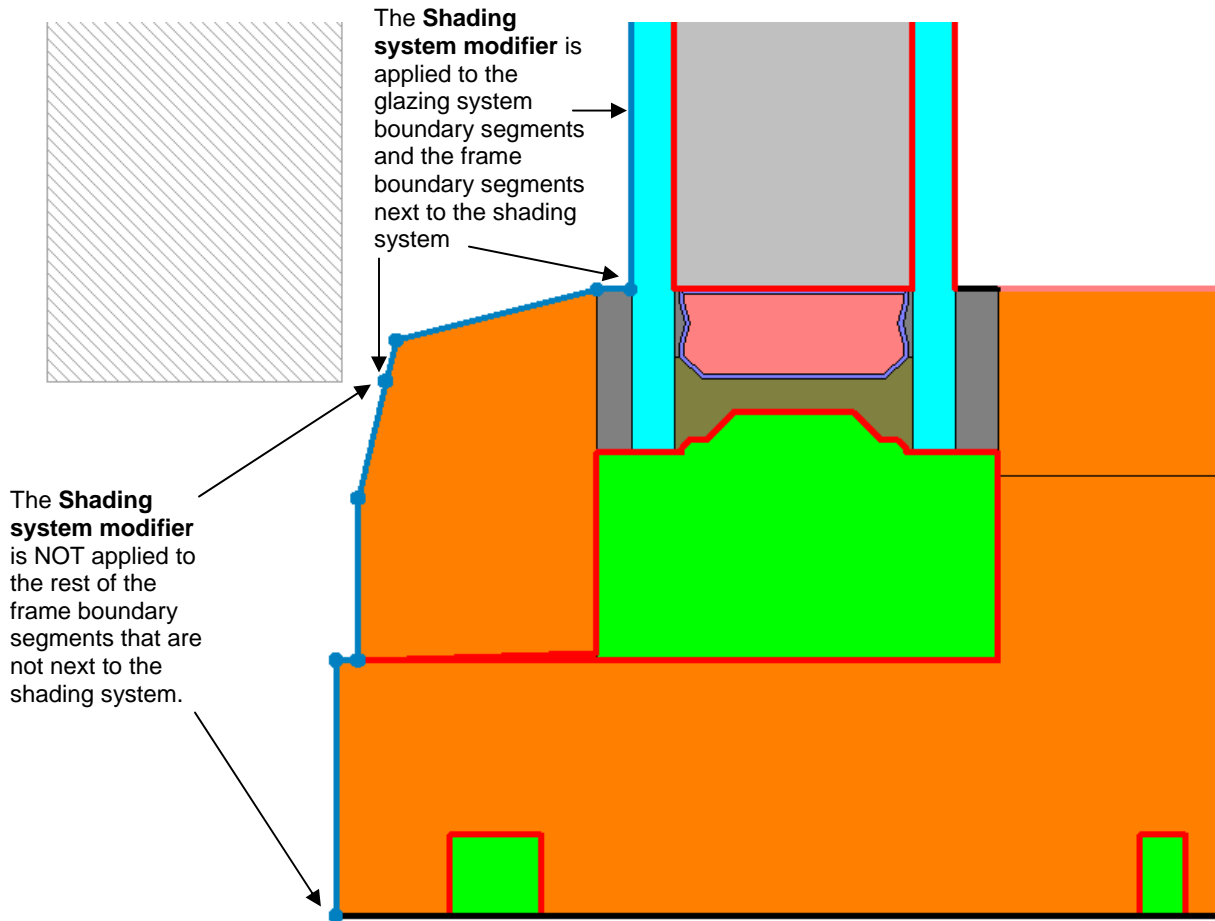 The Shading
system modifier is
applied to the
glazing system
boundary segments
and the frame
boundary segments
next to the shading
system
The Shading
system modifier
is NOT applied to
the rest of the
frame boundary
segments that are
not next to the
shading system.